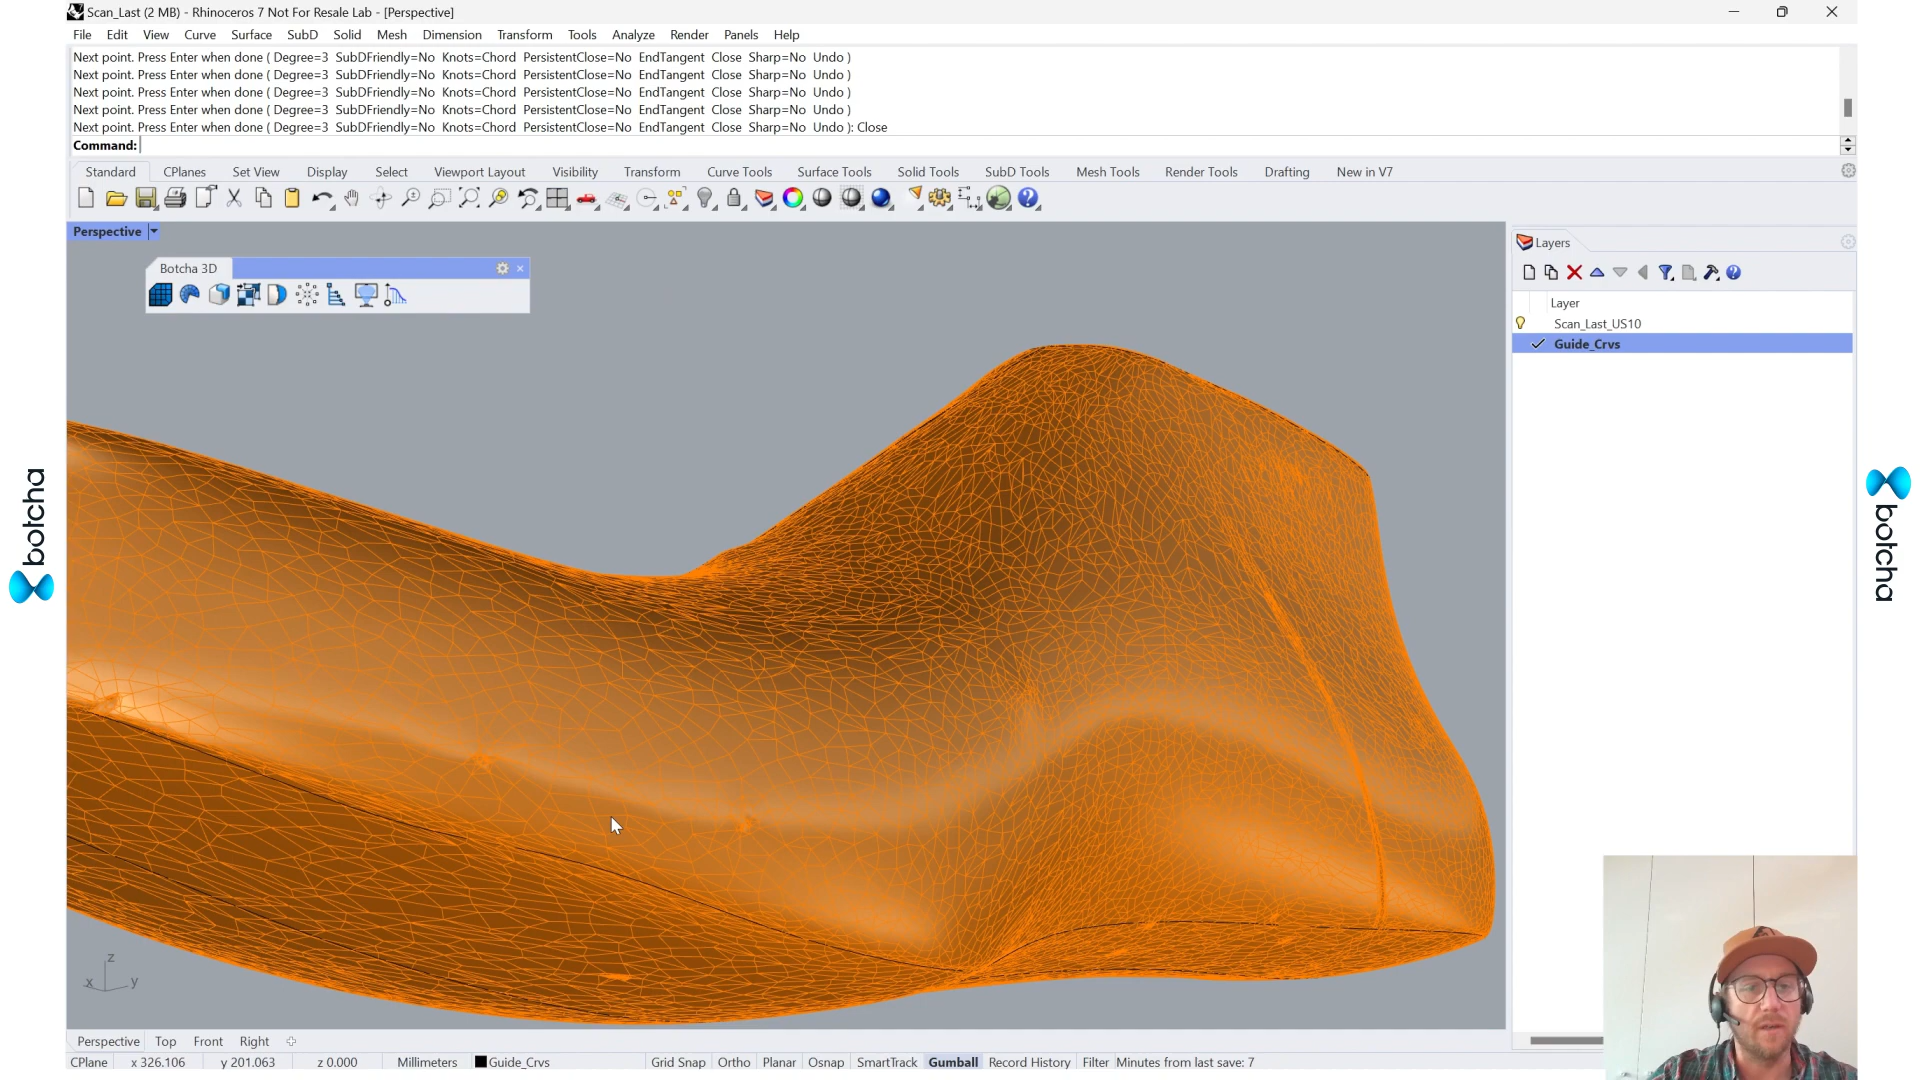 Scan_Last (2 MB) - Rhinoceros 7 Not For Resale Lab - [Perspective]
File Edit View Curve Surface SubD Solid Mesh Dimension Transform Tools Analyze Render Panels Help
Next point. Press Enter when done ( Degree=3 SubDFriendly=No Knots=Chord PersistentClose=No EndTangent Close Sharp=No Undo )
Next point. Press Enter when done ( Degree=3 SubDFriendly=No Knots=Chord PersistentClose=No EndTangent Close Sharp=No Undo )
Next point. Press Enter when done ( Degree=3 SubDFriendly=No Knots=Chord PersistentClose=No EndTangent Close Sharp=No Undo )
Next point. Press Enter when done ( Degree=3 SubDFriendly=No Knots=Chord PersistentClose=No EndTangent Close Sharp=No Undo )
Next point. Press Enter when done ( Degree=3 SubDFriendly=No Knots=Chord PersistentClose=No EndTangent Close Sharp=No Undo ): Close
Command:
Standard CPlanes Set View Display Select Viewport Layout Visibility Transform Curve Tools Surface Tools Solid Tools SubD Tools Mesh Tools Render Tools Drafting New in V7
Perspective
Botcha 3D
Layers
Layer
Scan_Last_US10
Guide_Crvs
botcha
botcha
z
x
y
Perspective Top Front Right
CPlane x 326.106 y 201.063 z 0.000 Millimeters Guide_Crvs Grid Snap Ortho Planar Osnap SmartTrack Gumball Record History Filter Minutes from last save: 7